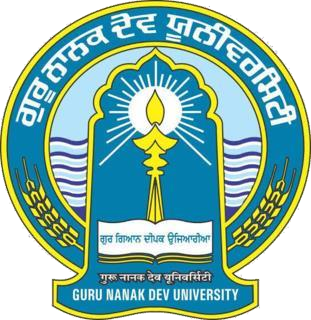 ਗੁਰੂ ਨਾਨਕ ਦੇਵ ਯੂਨੀਵਰਸਿਟੀ
ਗੁਰ ਗਿਆਨ ਦੀਪਕ ਉਜਿਆਰੀਆ
गुरू नानक देव यूनिवर्सिटी
GURU NANAK DEV UNIVERSITY